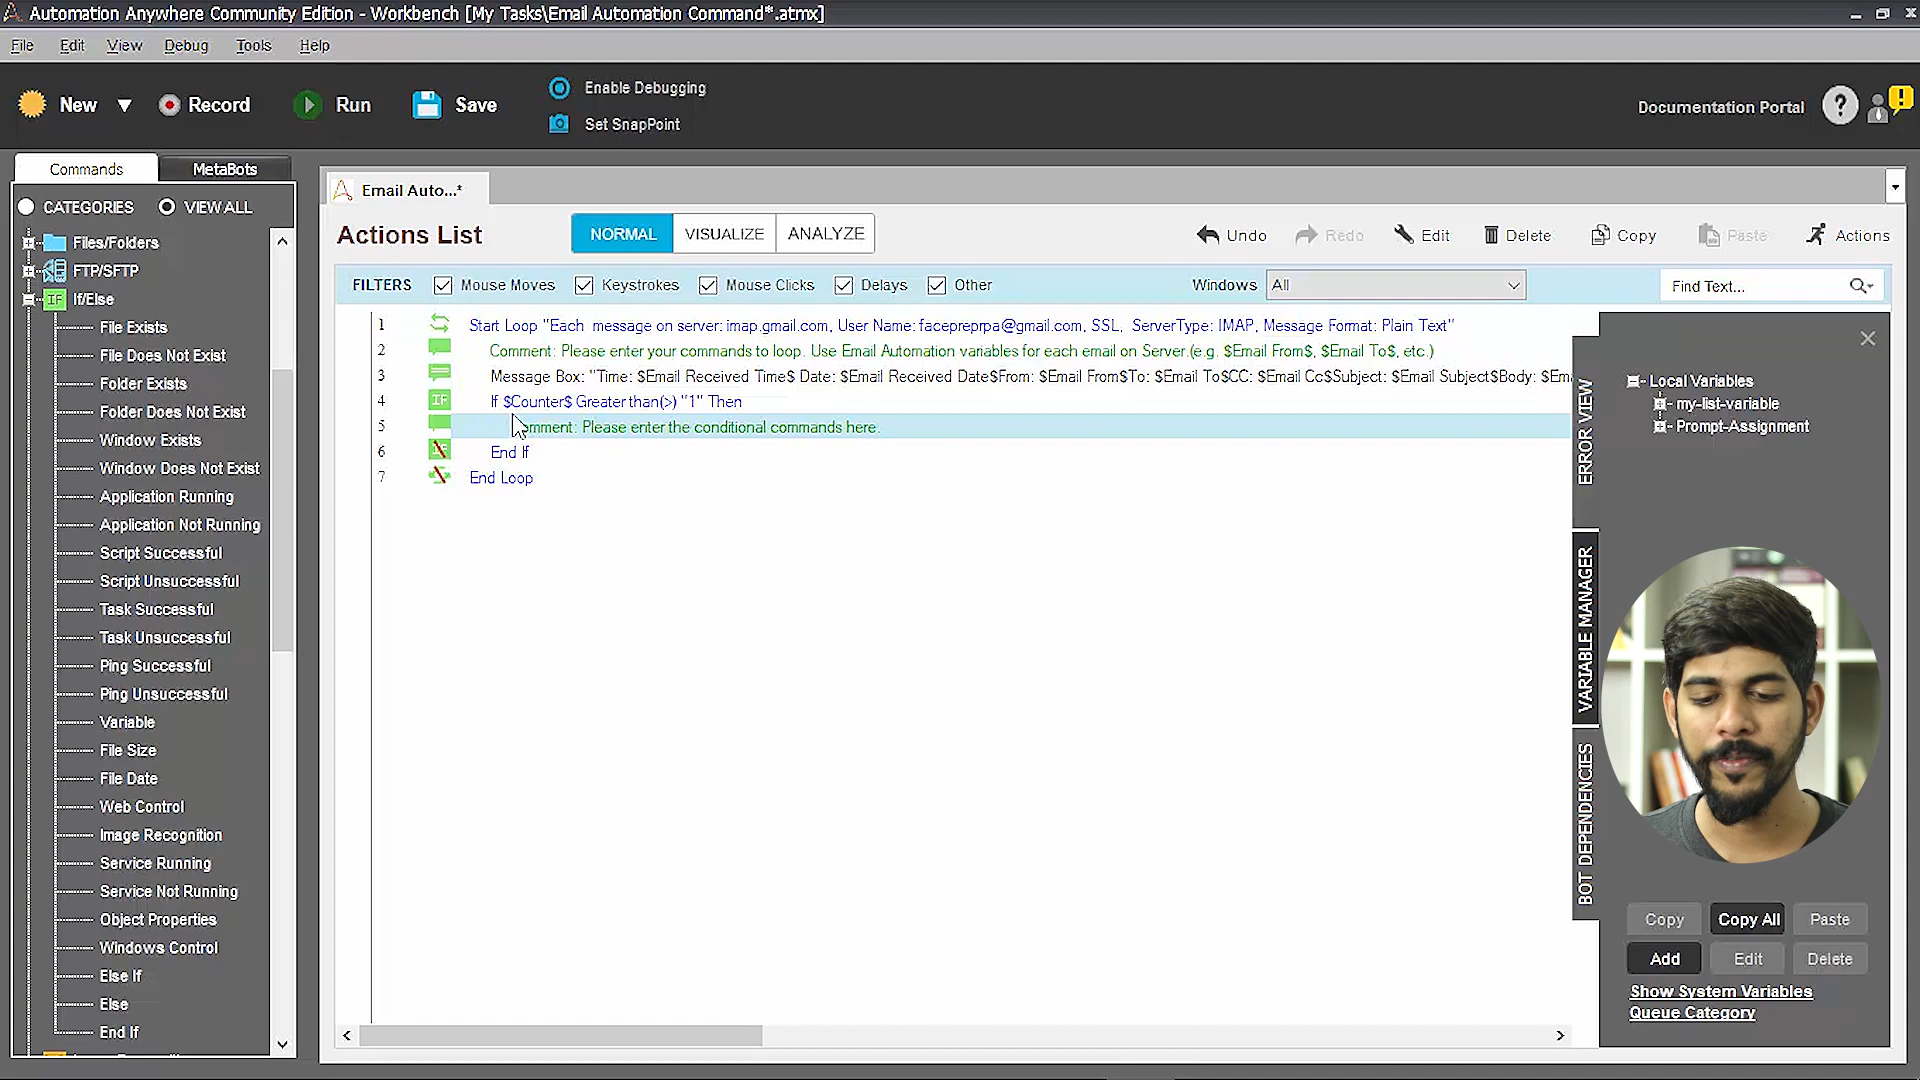 Automation Anywhere Community Edition - Workbench [My Tasks\Email Automation Command*.atmx]
File Edit View Debug Tools Help
New Record Run Save
Enable Debugging
Set SnapPoint
Documentation Portal
Commands MetaBots
CATEGORIES VIEW ALL
Files/Folders
FTP/SFTP
IF If/Else
File Exists
File Does Not Exist
Folder Exists
Folder Does Not Exist
Window Exists
Window Does Not Exist
Application Running
Application Not Running
Script Successful
Script Unsuccessful
Task Successful
Task Unsuccessful
Ping Successful
Ping Unsuccessful
Variable
File Size
File Date
Web Control
Image Recognition
Service Running
Service Not Running
Object Properties
Windows Control
Else If
Else
End If
Email Auto...*
Actions List
NORMAL VISUALIZE ANALYZE
Undo Redo Edit Delete Copy Paste Actions
FILTERS Mouse Moves Keystrokes Mouse Clicks Delays Other
Windows All
Find Text...
1 Start Loop "Each message on server: imap.gmail.com, User Name: facepreprpa@gmail.com, SSL, ServerType: IMAP, Message Format: Plain Text"
2 Comment: Please enter your commands to loop. Use Email Automation variables for each email on Server.(e.g. $Email From$, $Email To$, etc.)
3 Message Box: "Time: $Email Received Time$ Date: $Email Received Date$From: $Email From$To: $Email To$CC: $Email Cc$Subject: $Email Subject$Body: $Em
4 IF If $Counter$ Greater than(>) "1" Then
5 omment: Please enter the conditional commands here.
6 End If
7 End Loop
ERROR VIEW
VARIABLE MANAGER
BOT DEPENDENCIES
Local Variables
my-list-variable
Prompt-Assignment
Copy Copy All Paste
Add Edit Delete
Show System Variables
Queue Category